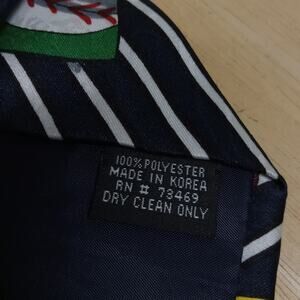 100% POLYESTER
MADE IN KOREA
RN # 73469
DRY CLEAN ONLY